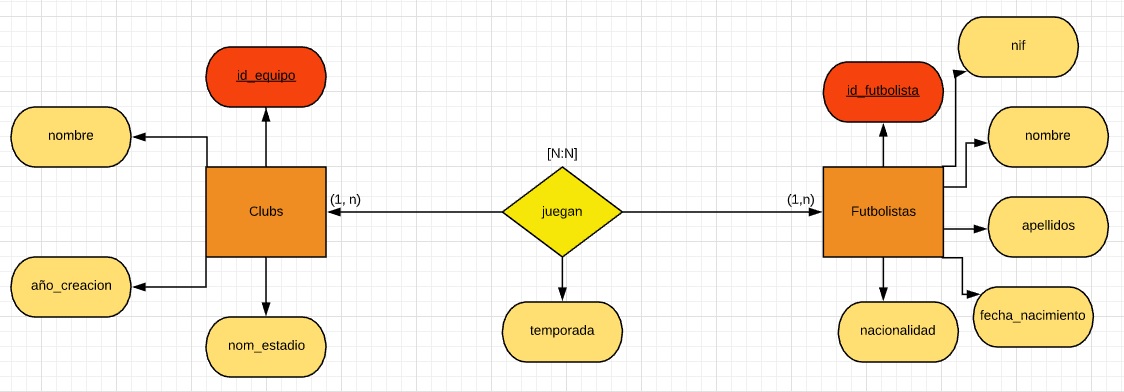 nif
id_equipo
id_futbolista
nombre
nombre
[N:N]
(1, n)
(1,n)
Clubs
juegan
Futbolistas
apellidos
año_creacion
fecha_nacimiento
nom_estadio
temporada
nacionalidad